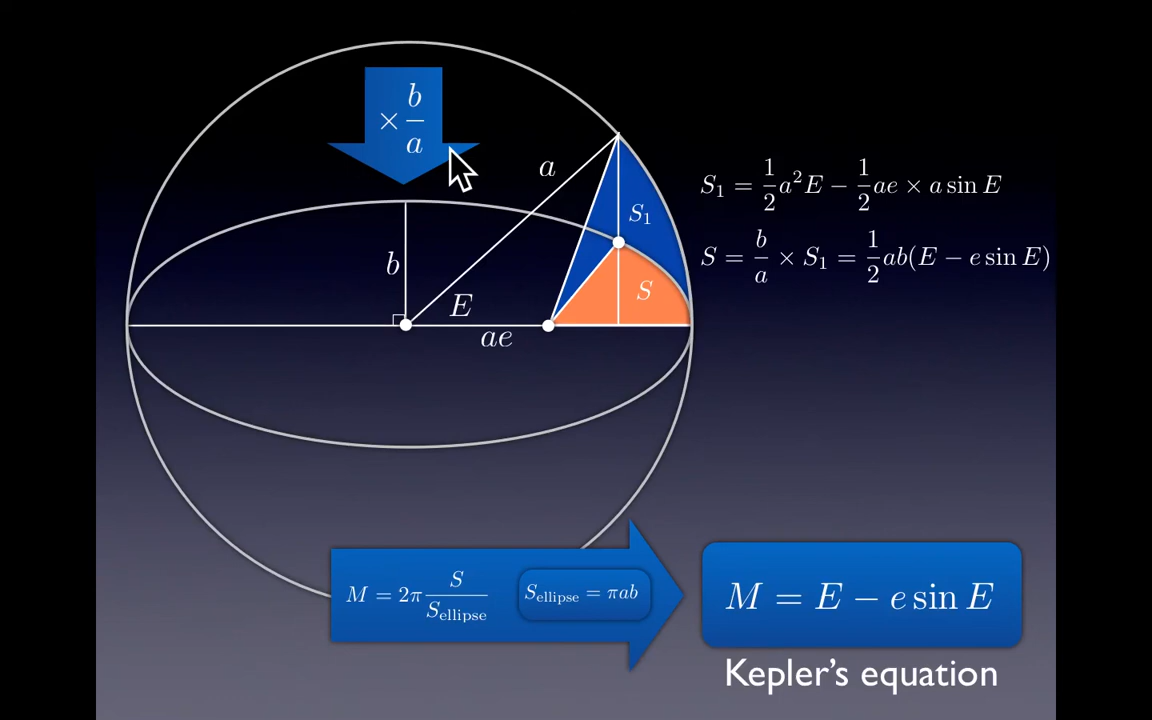 × b/a
a
S₁
b
E
S
ae
S₁ = 1/2 a²E − 1/2 ae × a sin E
S = b/a × S₁ = 1/2 ab(E − e sin E)
M = 2π S/S_ellipse
S_ellipse = πab
M = E − e sin E
Kepler’s equation